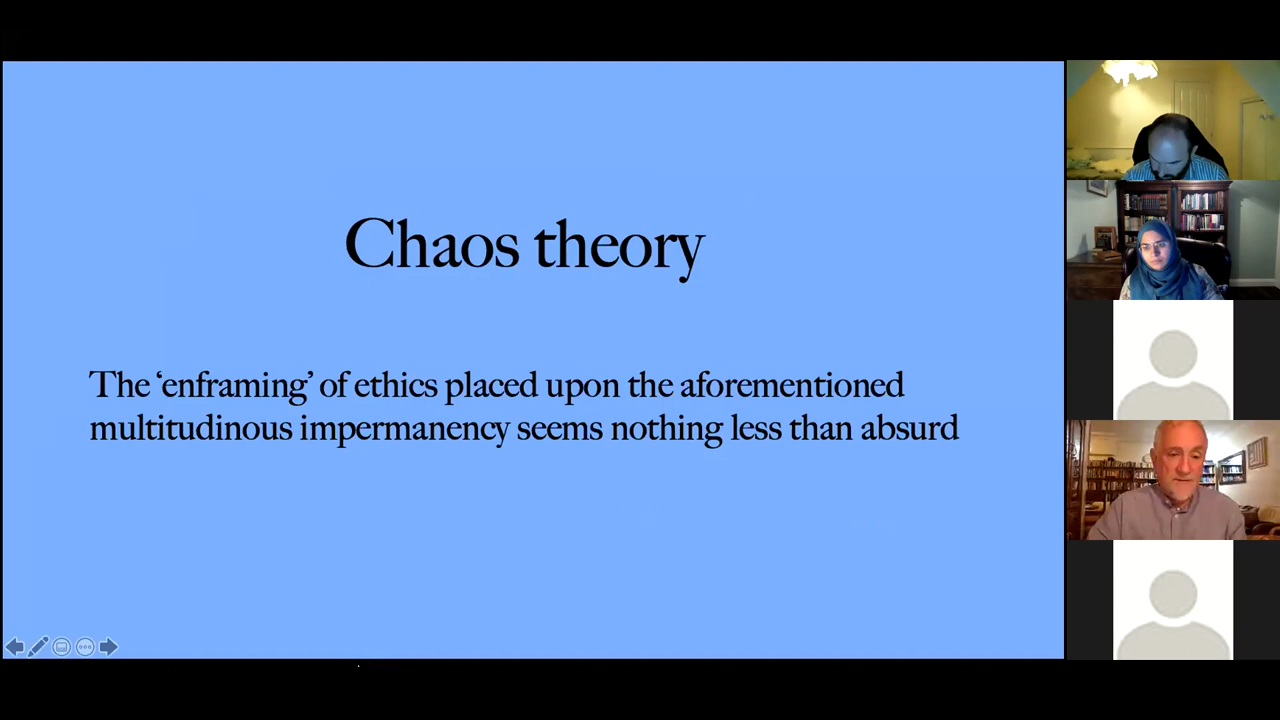 Chaos theory
The ‘enframing’ of ethics placed upon the aforementioned
multitudinous impermanency seems nothing less than absurd